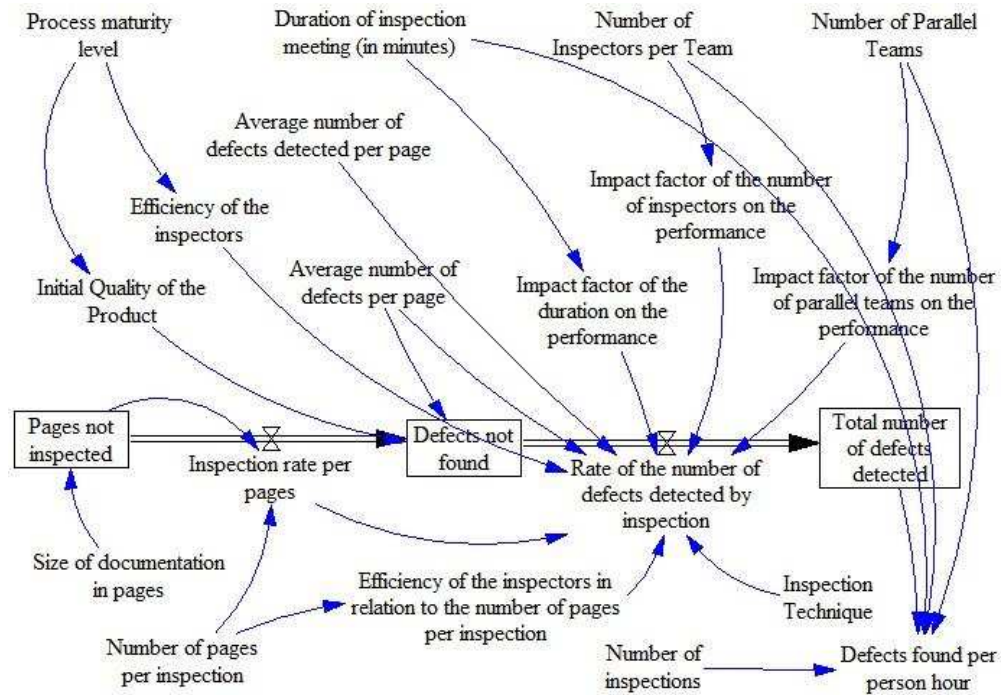 Process maturity
level
Duration of inspection
meeting (in minutes)
Number of
Inspectors per Team
Number of Parallel
Teams
Average number of
defects detected per page
Efficiency of the
inspectors
Impact factor of the number
of inspectors on the
performance
Initial Quality of the
Product
Average number of
defects per page
Impact factor of the
duration on the
performance
Impact factor of the number
of parallel teams on the
performance
Pages not
inspected
Inspection rate per
pages
Defects not
found
Rate of the number of
defects detected by
inspection
Total number
of defects
detected
Size of documentation
in pages
Efficiency of the inspectors in
relation to the number of pages
per inspection
Inspection
Technique
Number of pages
per inspection
Number of
inspections
Defects found per
person hour